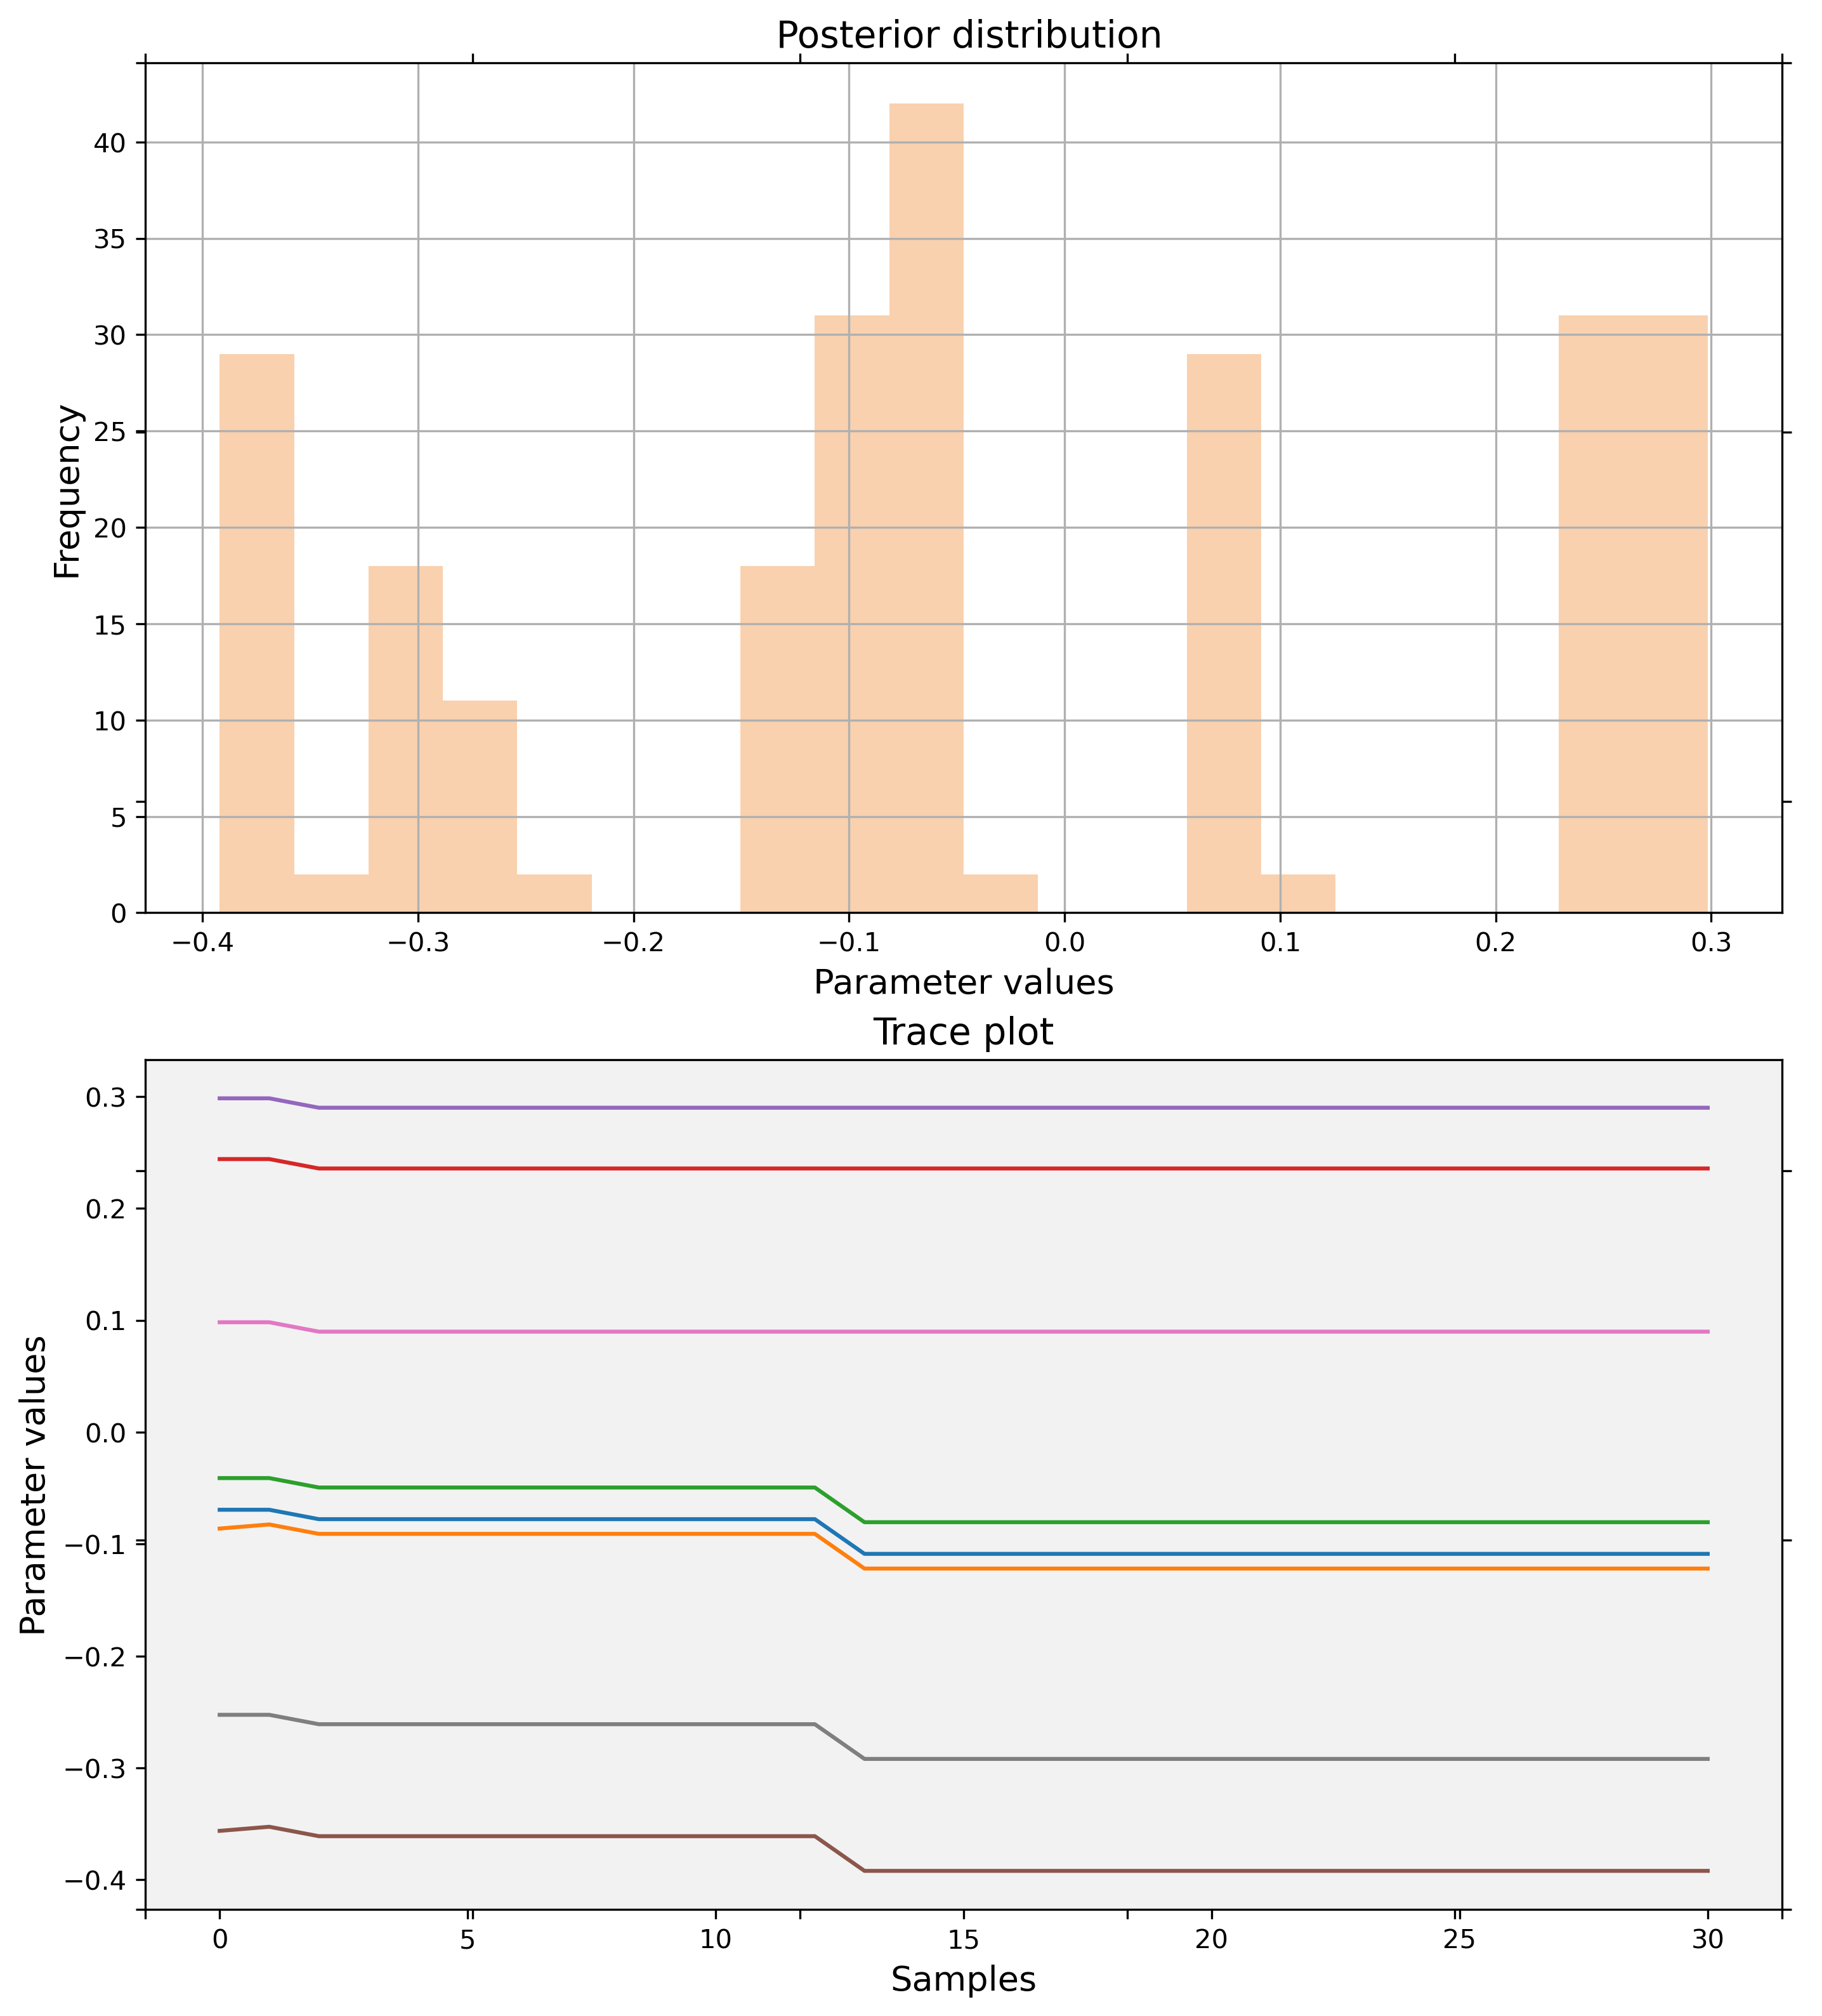 Posterior distribution
40
35
30
25
20
15
10
5
0
Frequency
−0.4 −0.3 −0.2 −0.1 0.0 0.1 0.2 0.3
Parameter values
Trace plot
0.3
0.2
0.1
0.0
−0.1
−0.2
−0.3
−0.4
Parameter values
0 5 10 15 20 25 30
Samples